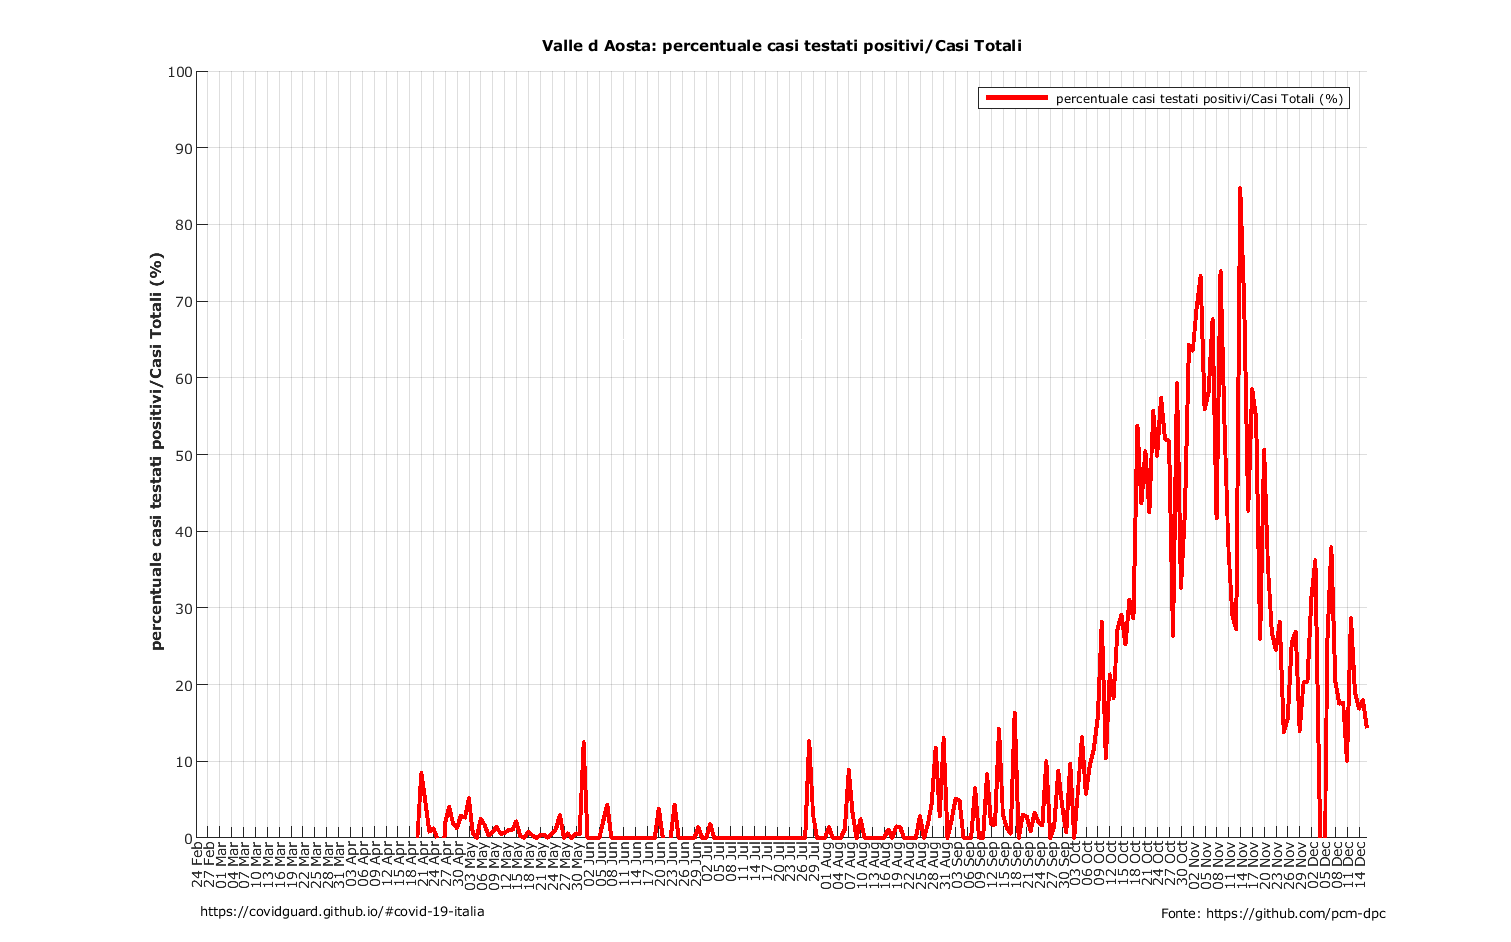 Valle d Aosta: percentuale casi testati positivi/Casi Totali
percentuale casi testati positivi/Casi Totali (%)
percentuale casi testati positivi/Casi Totali (%)
100
90
80
70
60
50
40
30
20
10
0
24 Feb
27 Feb
01 Mar
04 Mar
07 Mar
10 Mar
13 Mar
16 Mar
19 Mar
22 Mar
25 Mar
28 Mar
31 Mar
03 Apr
06 Apr
09 Apr
12 Apr
15 Apr
18 Apr
21 Apr
24 Apr
27 Apr
30 Apr
03 May
06 May
09 May
12 May
15 May
18 May
21 May
24 May
27 May
30 May
02 Jun
05 Jun
08 Jun
11 Jun
14 Jun
17 Jun
20 Jun
23 Jun
26 Jun
29 Jun
02 Jul
05 Jul
08 Jul
11 Jul
14 Jul
17 Jul
20 Jul
23 Jul
26 Jul
29 Jul
01 Aug
04 Aug
07 Aug
10 Aug
13 Aug
16 Aug
19 Aug
22 Aug
25 Aug
28 Aug
31 Aug
03 Sep
06 Sep
09 Sep
12 Sep
15 Sep
18 Sep
21 Sep
24 Sep
27 Sep
30 Sep
03 Oct
06 Oct
09 Oct
12 Oct
15 Oct
18 Oct
21 Oct
24 Oct
27 Oct
30 Oct
02 Nov
05 Nov
08 Nov
11 Nov
14 Nov
17 Nov
20 Nov
23 Nov
26 Nov
29 Nov
02 Dec
05 Dec
08 Dec
11 Dec
14 Dec
https://covidguard.github.io/#covid-19-italia
Fonte: https://github.com/pcm-dpc